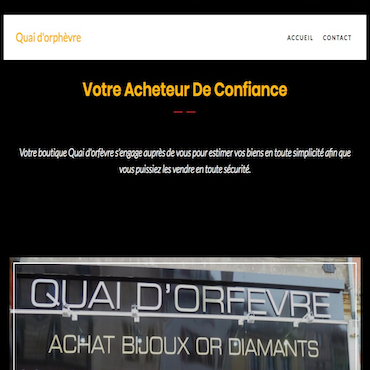 Quai d'orphèvre
ACCUEIL CONTACT
Votre Acheteur De Confiance
Votre boutique Quai d'orfèvre s'engage auprès de vous pour estimer vos biens en toute simplicité afin que
vous puissiez les vendre en toute sécurité.
QUAI D'ORFEVRE
ACHAT BIJOUX OR DIAMANTS